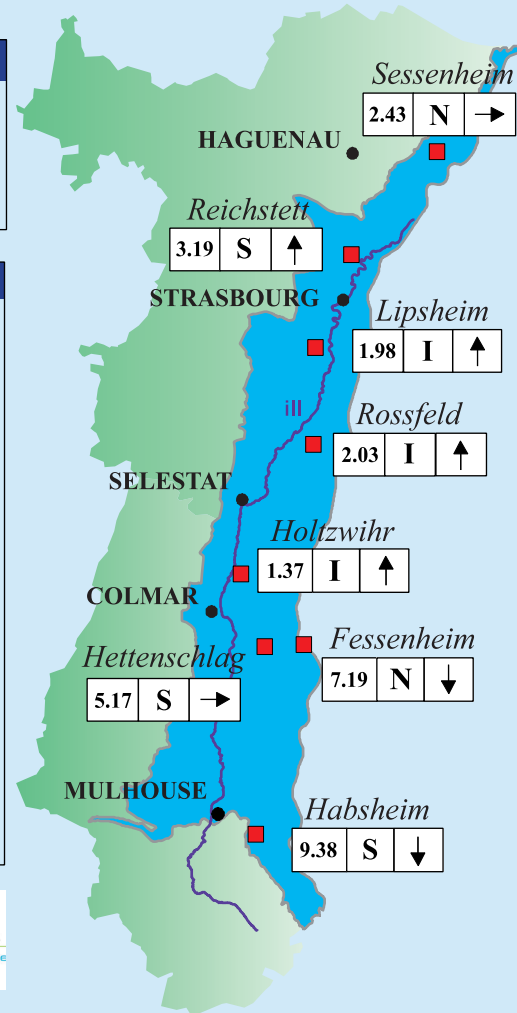 Sessenheim
2.43 N →
HAGUENAU
Reichstett
3.19 S ↑
STRASBOURG
Lipsheim
1.98 I ↑
ill
Rossfeld
2.03 I ↑
SELESTAT
Holtzwihr
1.37 I ↑
COLMAR
Fessenheim
7.19 N ↓
Hettenschlag
5.17 S →
MULHOUSE
Habsheim
9.38 S ↓